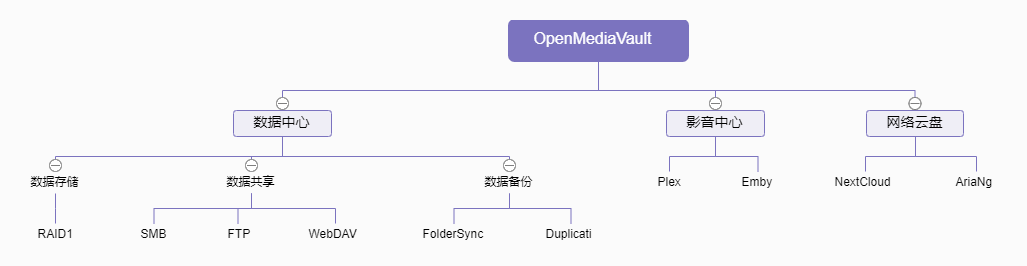 OpenMediaVault
数据中心
影音中心
网络云盘
数据存储
数据共享
数据备份
Plex
Emby
NextCloud
AriaNg
RAID1
SMB
FTP
WebDAV
FolderSync
Duplicati